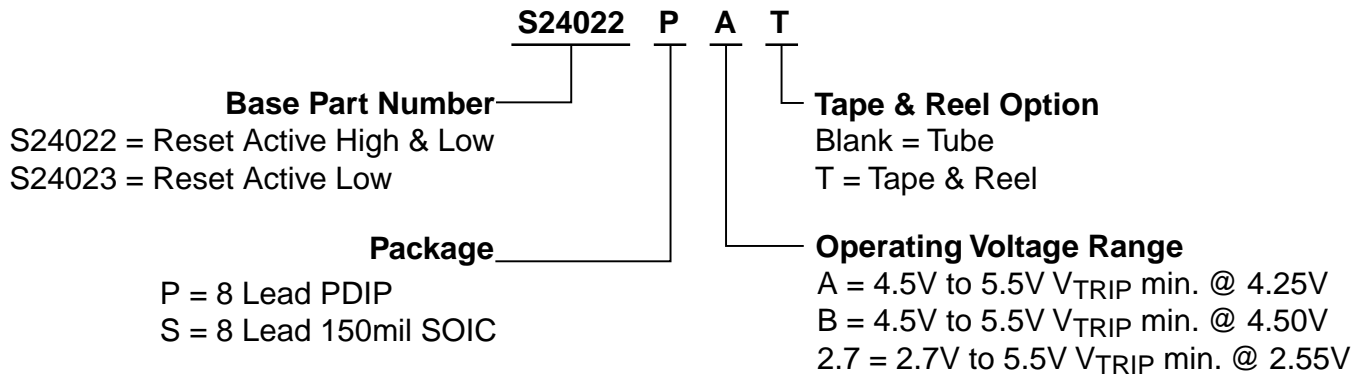 S24022 P A T
Base Part Number
S24022 = Reset Active High & Low
S24023 = Reset Active Low
Package
P = 8 Lead PDIP
S = 8 Lead 150mil SOIC
Tape & Reel Option
Blank = Tube
T = Tape & Reel
Operating Voltage Range
A = 4.5V to 5.5V VTRIP min. @ 4.25V
B = 4.5V to 5.5V VTRIP min. @ 4.50V
2.7 = 2.7V to 5.5V VTRIP min. @ 2.55V